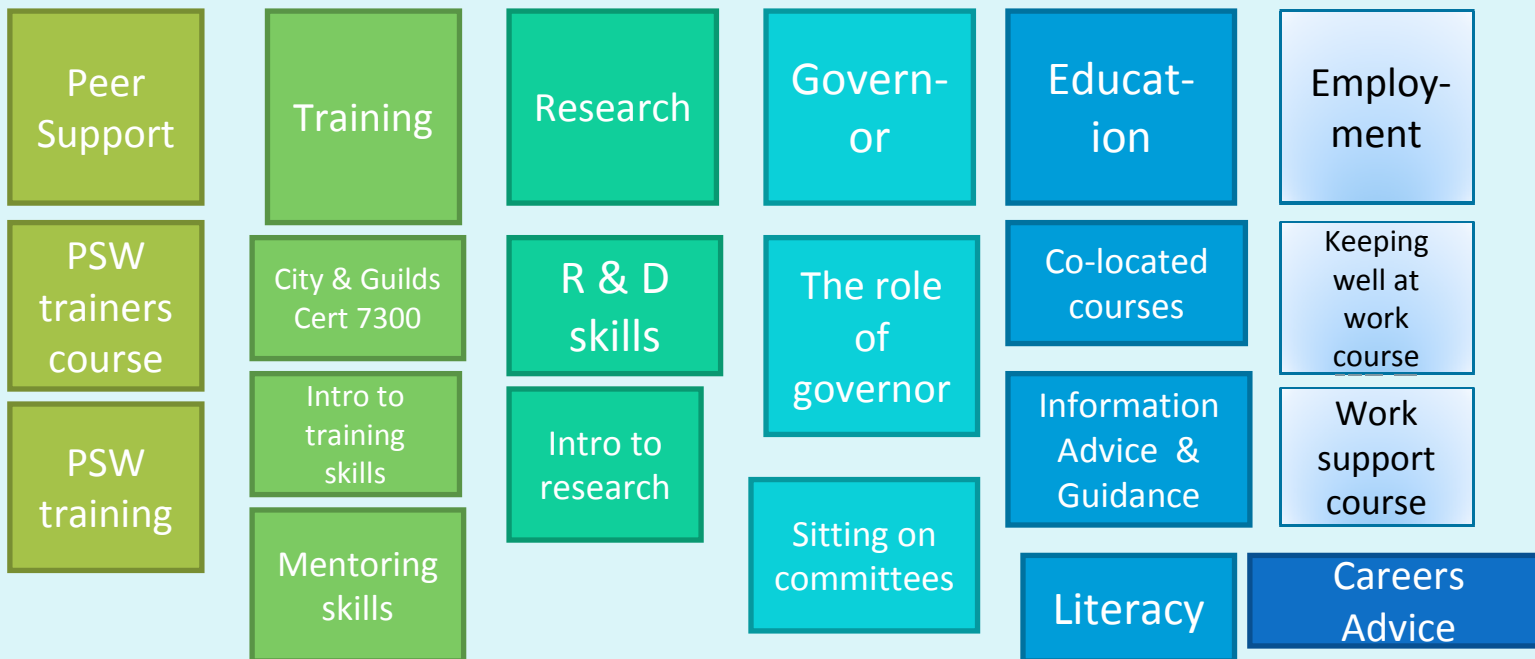 Peer
Support
Training
Research
Govern-
or
Educat-
ion
Employ-
ment
PSW
trainers
course
City & Guilds
Cert 7300
R & D
skills
The role
of
governor
Co-located
courses
Keeping
well at
work
course
PSW
training
Intro to
training
skills
Intro to
research
Information
Advice & 
Guidance
Work
support
course
Mentoring
skills
Sitting on
committees
Literacy
Careers
Advice